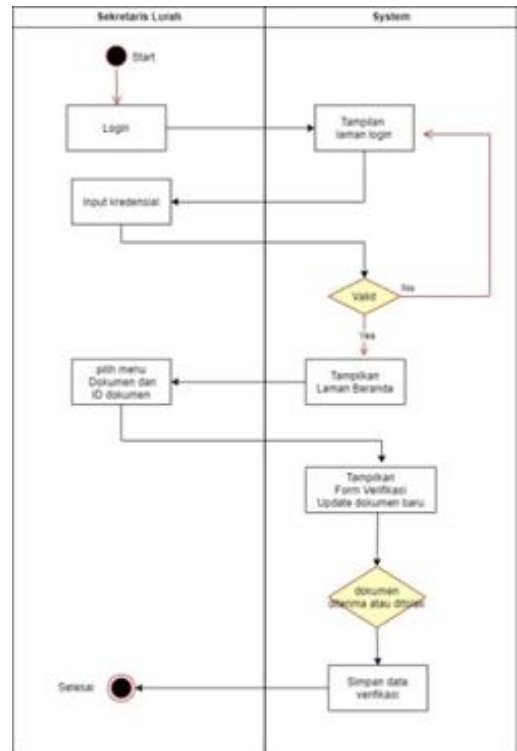 Sekretaris Lurah
System
Start
Login
Tampilan
laman login
Input kredensial
Valid
No
Yes
pilih menu
Dokumen dan
ID dokumen
Tampilkan
Laman Beranda
Tampilkan
Form Verifikasi
Update dokumen baru
dokumen
diterima atau ditolak
Simpan data
verifikasi
Selesai